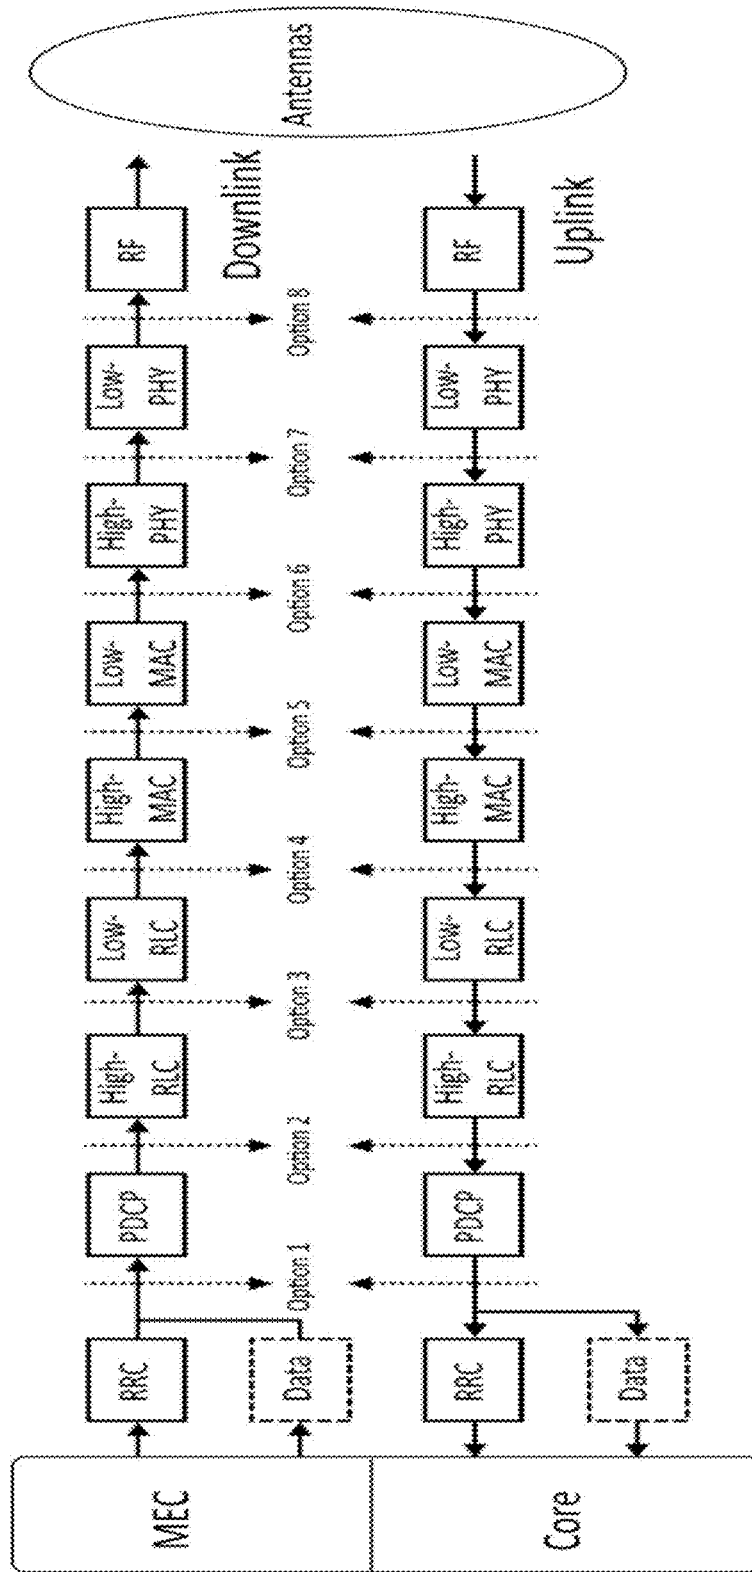 MEC
RRC
Data
PDCP
High-
RLC
Low-
RLC
High-
MAC
Low-
MAC
High-
PHY
Low-
PHY
RF
Downlink
Option 1
Option 2
Option 3
Option 4
Option 5
Option 6
Option 7
Option 8
Antennas
Core
RRC
Data
PDCP
High-
RLC
Low-
RLC
High-
MAC
Low-
MAC
High-
PHY
Low-
PHY
RF
Uplink